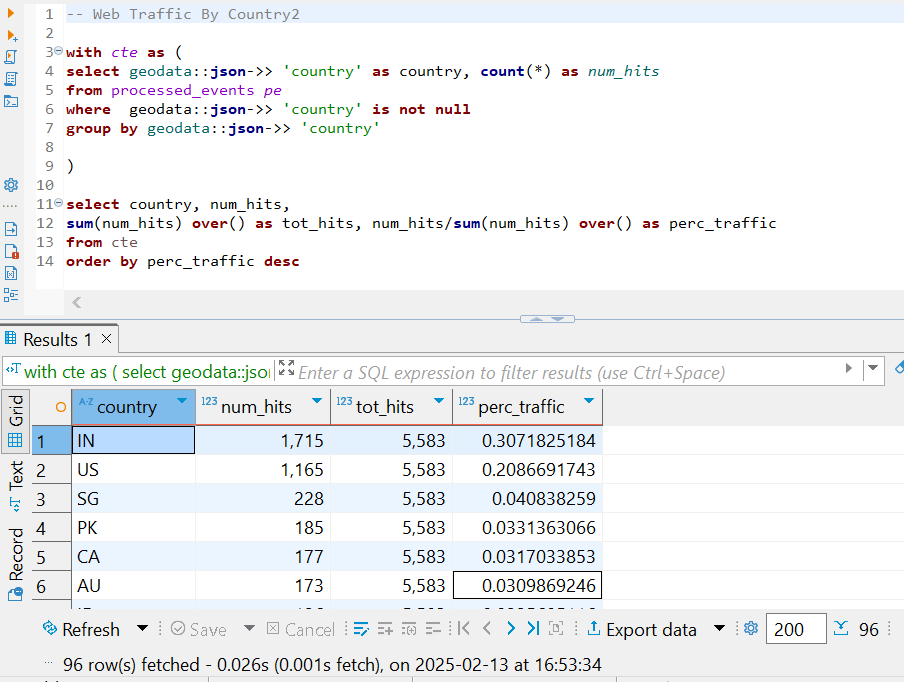 1 -- Web Traffic By Country2
2
3 with cte as (
4 select geodata::json->> 'country' as country, count(*) as num_hits
5 from processed_events pe
6 where  geodata::json->> 'country' is not null
7 group by geodata::json->> 'country'
8
9 )
10
11 select country, num_hits,
12 sum(num_hits) over() as tot_hits, num_hits/sum(num_hits) over() as perc_traffic
13 from cte
14 order by perc_traffic desc
Results 1
with cte as ( select geodata::jso
Enter a SQL expression to filter results (use Ctrl+Space)
Grid
Text
Record
A-Z country 123 num_hits 123 tot_hits 123 perc_traffic
1 IN 1,715 5,583 0.3071825184
2 US 1,165 5,583 0.2086691743
3 SG 228 5,583 0.040838259
4 PK 185 5,583 0.0331363066
5 CA 177 5,583 0.0317033853
6 AU 173 5,583 0.0309869246
Refresh Save Cancel Export data 200 96
96 row(s) fetched - 0.026s (0.001s fetch), on 2025-02-13 at 16:53:34